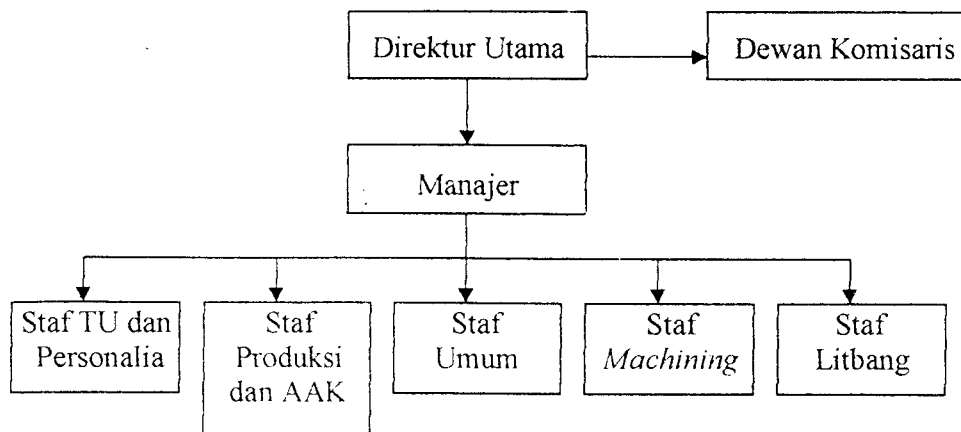 Direktur Utama
Dewan Komisaris
Manajer
Staf TU dan
Personalia
Staf
Produksi
dan AAK
Staf
Umum
Staf
Machining
Staf
Litbang